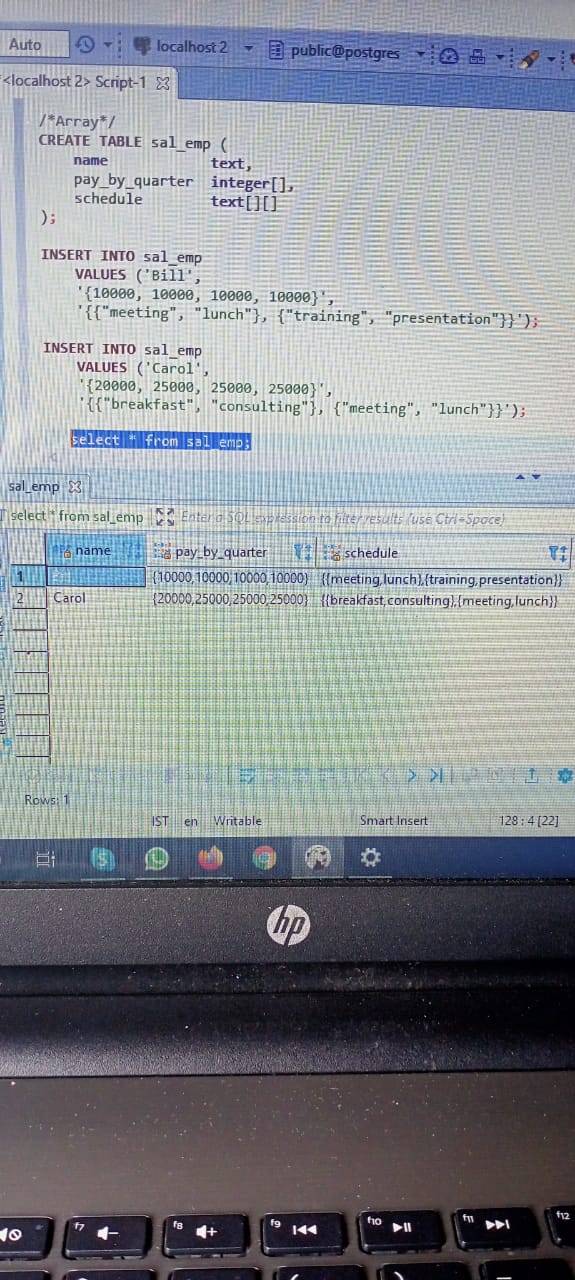 Auto localhost 2 public@postgres
<localhost 2> Script-1
/*Array*/
CREATE TABLE sal_emp (
name text,
pay_by_quarter integer[],
schedule text[][]
);
INSERT INTO sal_emp
VALUES ('Bill',
'{10000, 10000, 10000, 10000}',
'{{"meeting", "lunch"}, {"training", "presentation"}}');
INSERT INTO sal_emp
VALUES ('Carol',
'{20000, 25000, 25000, 25000}',
'{{"breakfast", "consulting"}, {"meeting", "lunch"}}');
select * from sal_emp;
sal_emp
select * from sal_emp Enter a SQL expression to filter results (use Ctrl+Space)
name pay_by_quarter schedule
1 {10000,10000,10000,10000} {{meeting,lunch},{training,presentation}}
2 Carol {20000,25000,25000,25000} {{breakfast,consulting},{meeting,lunch}}
Record
Rows: 1
IST en Writable Smart Insert 128 : 4 [22]
hp
f7 f8 f9 f10 f11 f12